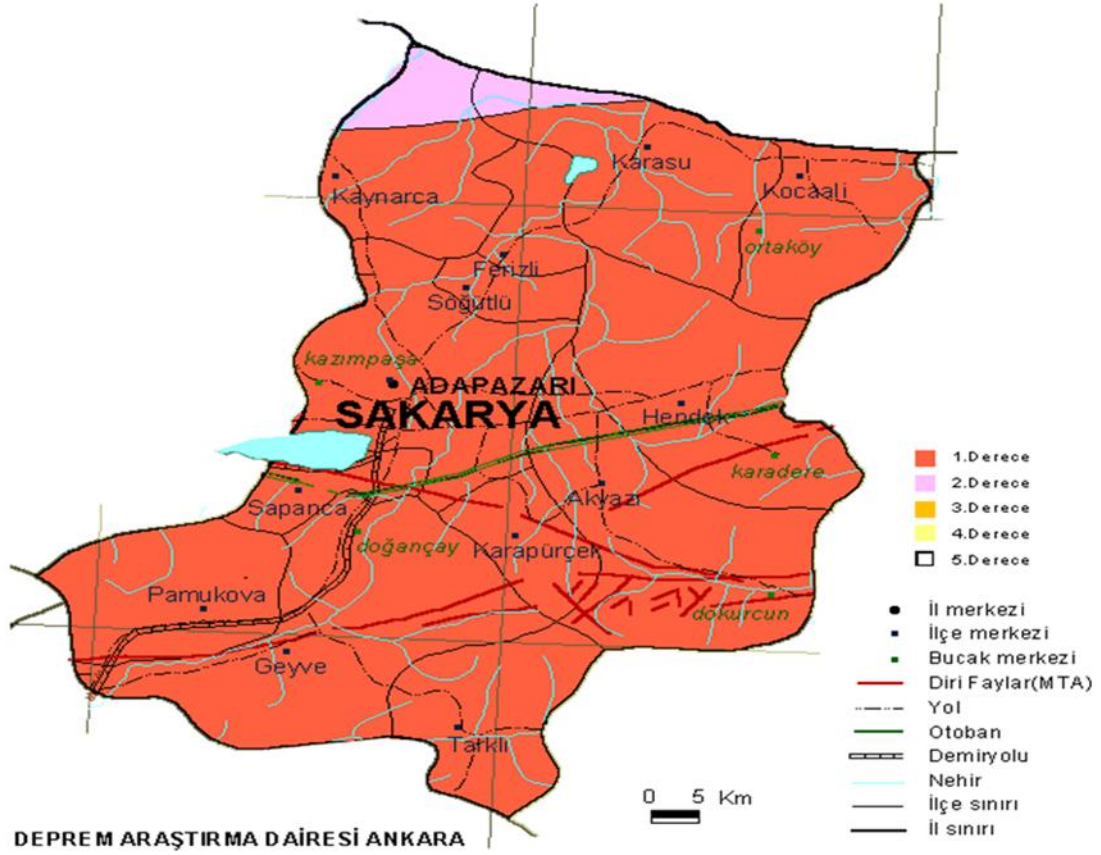 Karasu
Kaynarca
Kocaali
ortaköy
Ferizli
Söğütlü
kazımpaşa
ADAPAZARI
SAKARYA
Hendek
karadere
Akyazı
Sapanca
doğançay
Karapürçek
Pamukova
dokurcun
Geyve
Taraklı
1.Derece
2.Derece
3.Derece
4.Derece
5.Derece
İl merkezi
İlçe merkezi
Bucak merkezi
Diri Faylar(MTA)
Yol
Otoban
Demiryolu
Nehir
İlçe sınırı
İl sınırı
0 5 Km
DEPREM ARAŞTIRMA DAİRESİ ANKARA